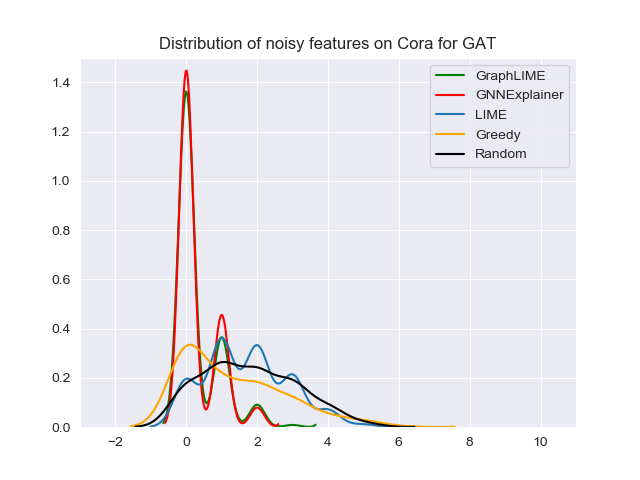 Distribution of noisy features on Cora for GAT
GraphLIME
GNNExplainer
LIME
Greedy
Random
1.4
1.2
1.0
0.8
0.6
0.4
0.2
0.0
−2 0 2 4 6 8 10